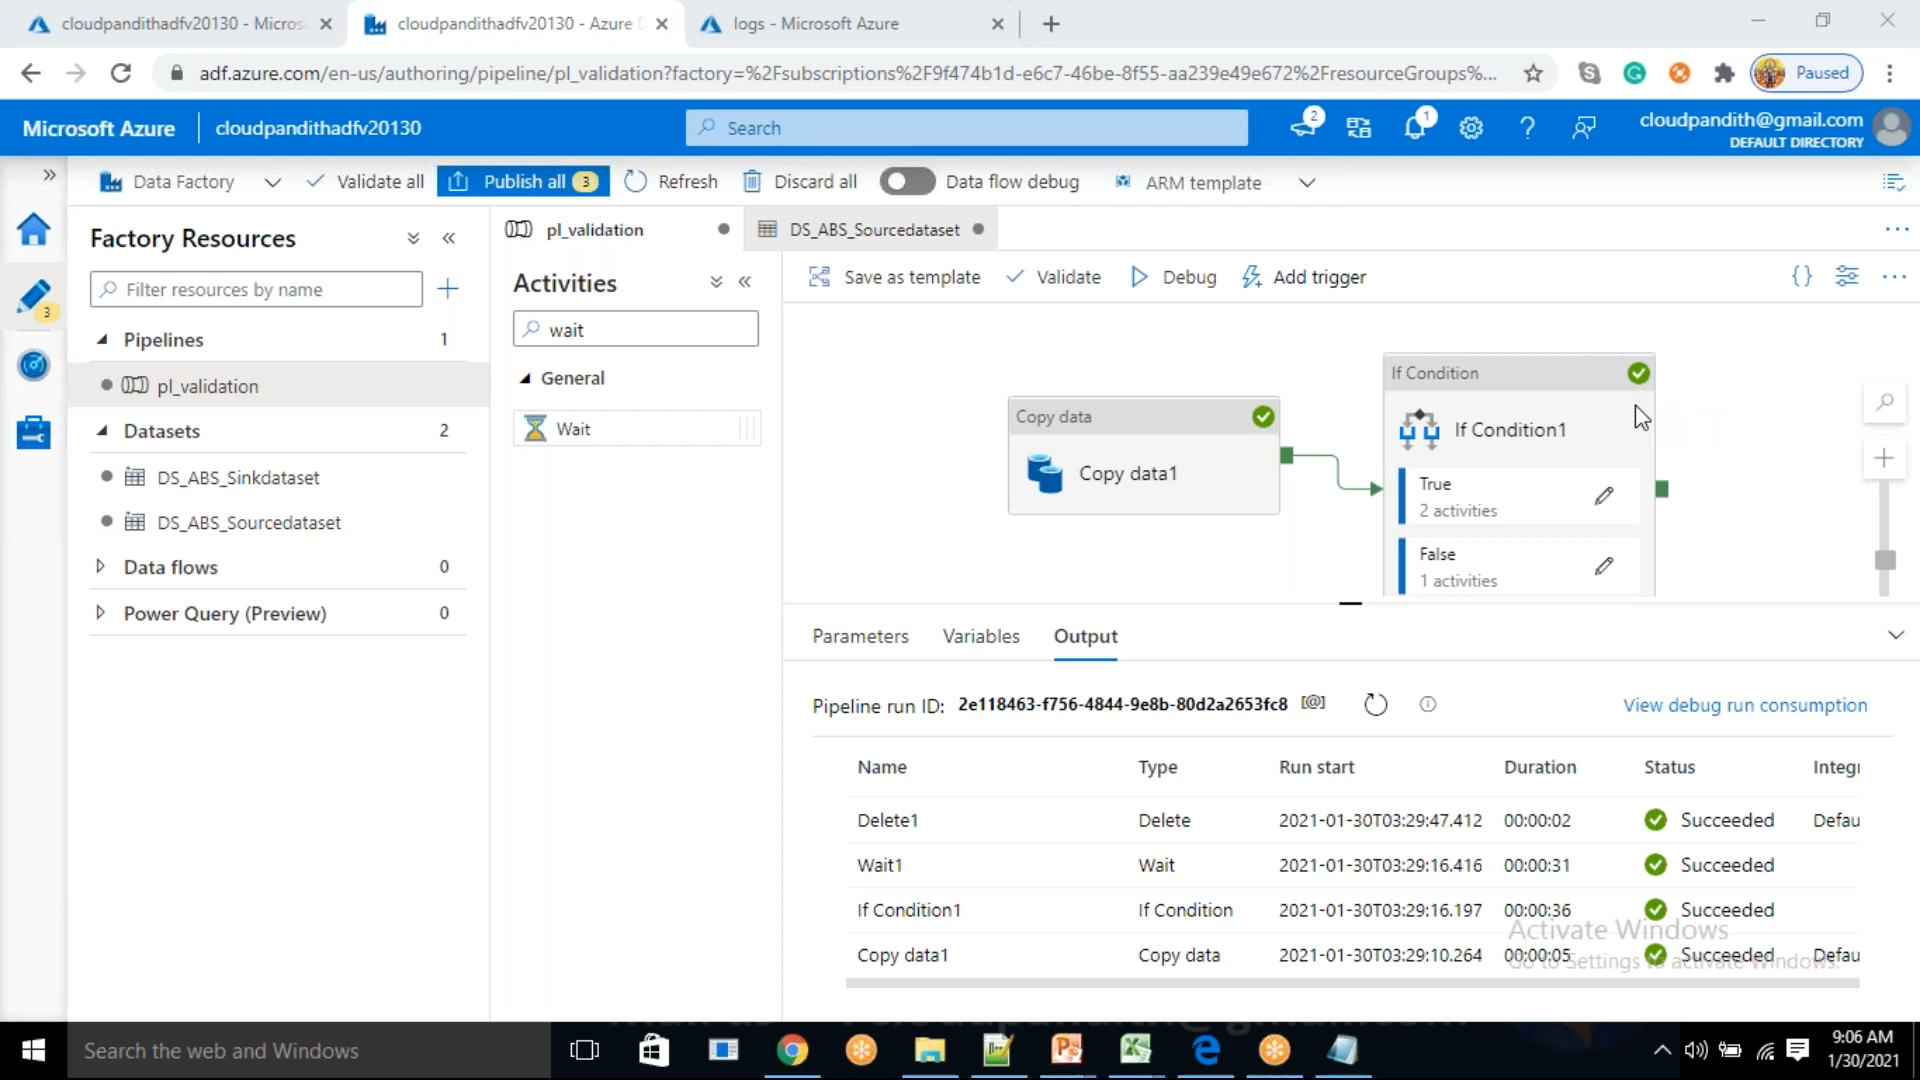 cloudpandithadfv20130 - Micros
cloudpandithadfv20130 - Azure D
logs - Microsoft Azure
adf.azure.com/en-us/authoring/pipeline/pl_validation?factory=%2Fsubscriptions%2F9f474b1d-e6c7-46be-8f55-aa239e49e672%2FresourceGroups%...
Paused
Microsoft Azure
cloudpandithadfv20130
Search
2
1
cloudpandith@gmail.com
DEFAULT DIRECTORY
Data Factory
Validate all
Publish all 3
Refresh
Discard all
Data flow debug
ARM template
3
Factory Resources
Filter resources by name
Pipelines 1
pl_validation
Datasets 2
DS_ABS_Sinkdataset
DS_ABS_Sourcedataset
Data flows 0
Power Query (Preview) 0
pl_validation
DS_ABS_Sourcedataset
Activities
wait
General
Wait
Save as template
Validate
Debug
Add trigger
Copy data
Copy data1
If Condition
If Condition1
True
2 activities
False
1 activities
Parameters Variables Output
Pipeline run ID: 2e118463-f756-4844-9e8b-80d2a2653fc8
View debug run consumption
Name Type Run start Duration Status Integr
Delete1 Delete 2021-01-30T03:29:47.412 00:00:02 Succeeded Defau
Wait1 Wait 2021-01-30T03:29:16.416 00:00:31 Succeeded
If Condition1 If Condition 2021-01-30T03:29:16.197 00:00:36 Succeeded
Copy data1 Copy data 2021-01-30T03:29:10.264 00:00:05 Succeeded Defau
Activate Windows
Go to Settings to activate Windows.
Search the web and Windows
9:06 AM
1/30/2021